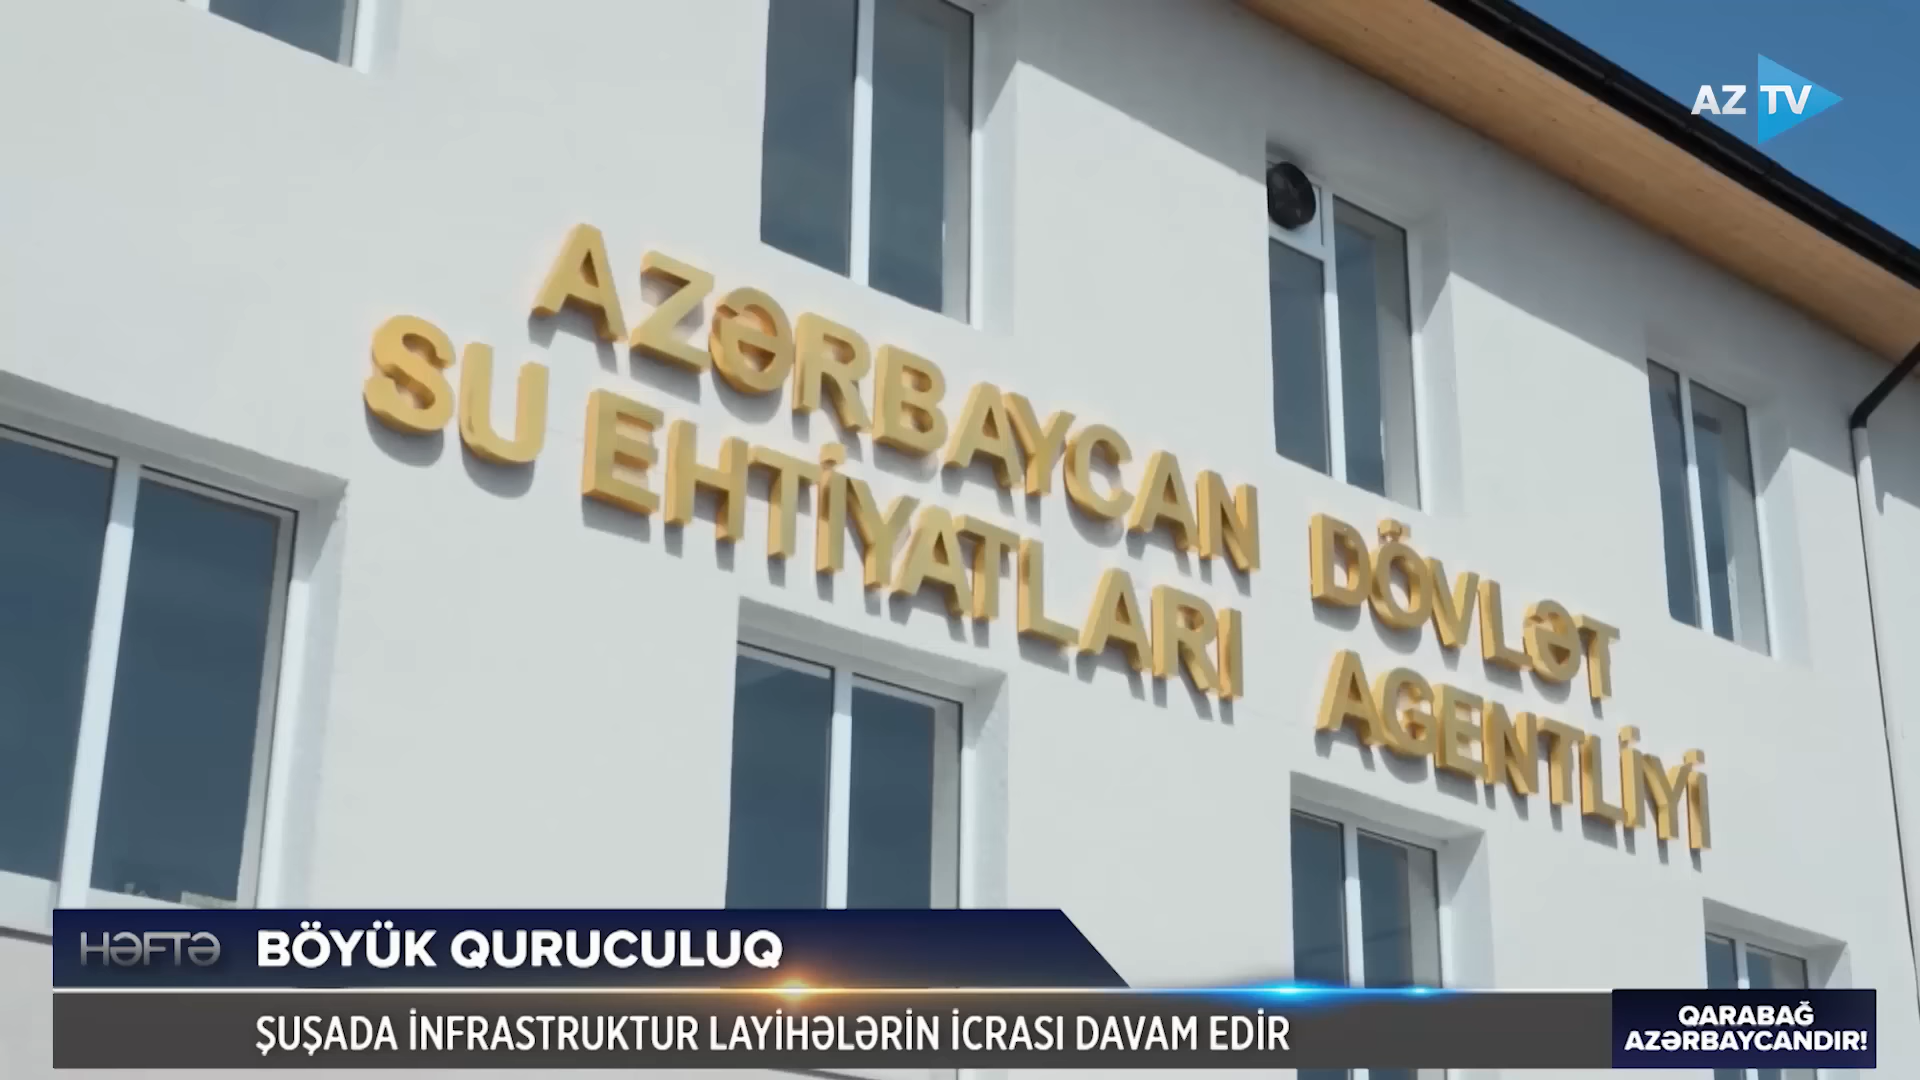 AZ TV
AZƏRBAYCAN DÖVLƏT
SU EHTİYATLARI AGENTLİYİ
HƏFTƏ
BÖYÜK QURUCULUQ
ŞUŞADA İNFRASTRUKTUR LAYİHƏLƏRİN İCRASI DAVAM EDİR
QARABAĞ
AZƏRBAYCANDIR!